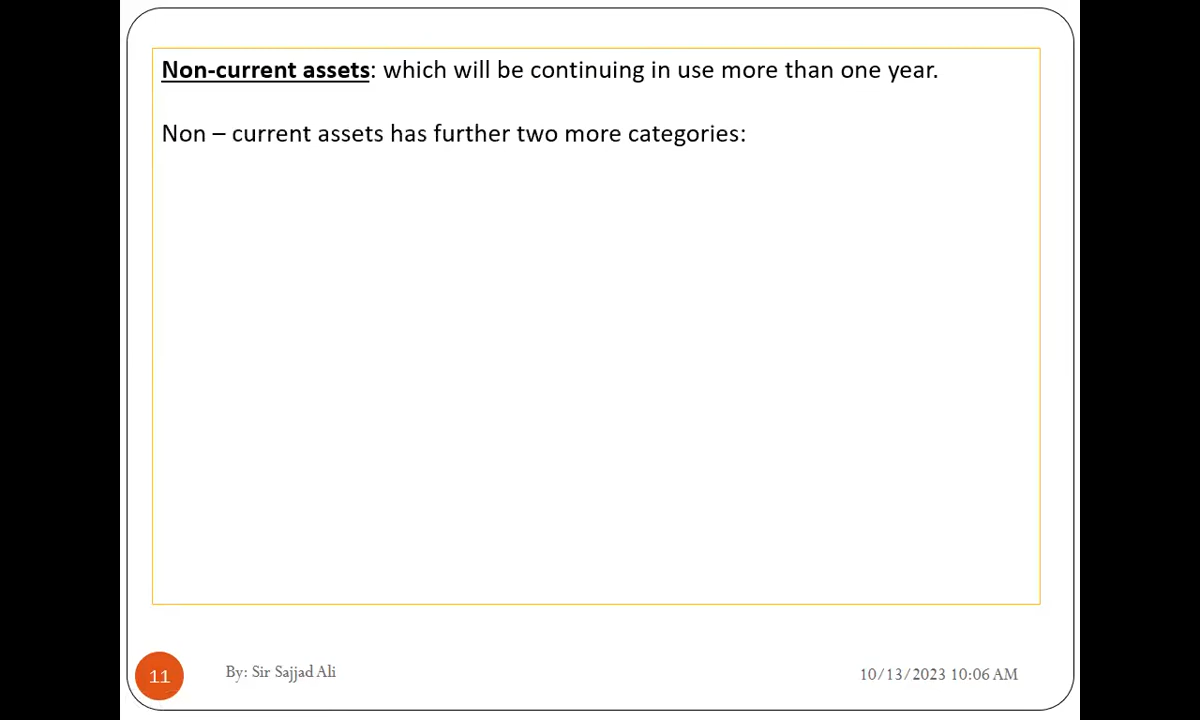 Non-current assets: which will be continuing in use more than one year.
Non – current assets has further two more categories:
11
By: Sir Sajjad Ali
10/13/2023 10:06 AM